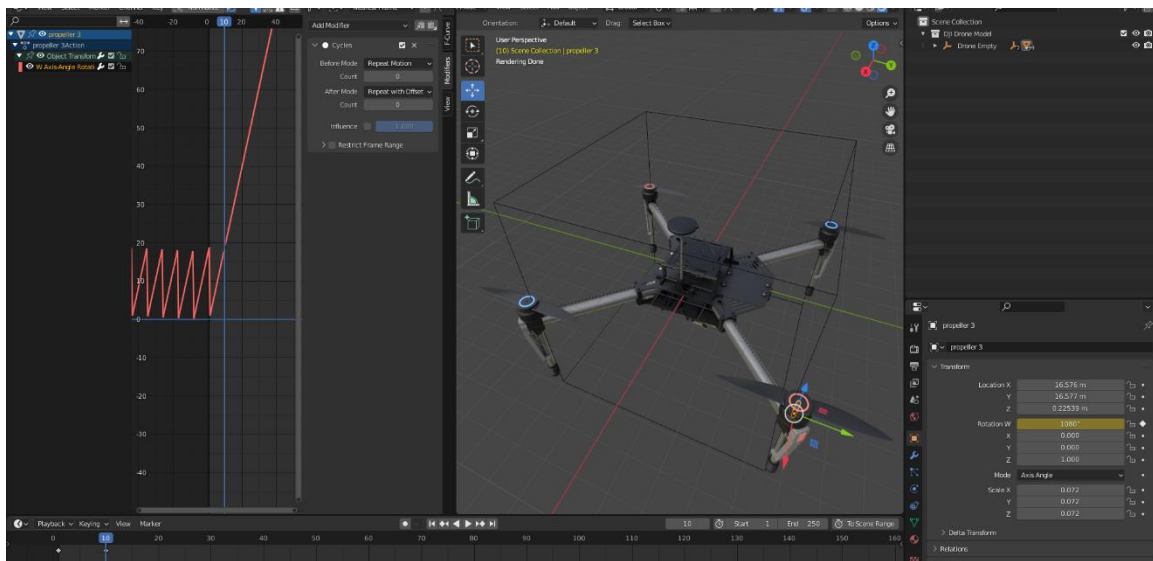 -40 -20 0 10 20 40
propeller 3
propeller 3Action
Object Transform
W Axis-Angle Rotati
70
60
50
40
30
20
10
0
-10
-20
-30
-40
Add Modifier
Cycles
Before Mode Repeat Motion
Count 0
After Mode Repeat with Offset
Count 0
Influence 1.000
Restrict Frame Range
F-Curve
Modifiers
View
Orientation: Default Drag: Select Box Options
User Perspective
(10) Scene Collection | propeller 3
Rendering Done
Z
Y
X
Scene Collection
DJI Drone Model
Drone Empty
propeller 3
propeller 3
Transform
Location X 16.576 m
Y 16.577 m
Z 0.22539 m
Rotation W 1080°
X 0.000
Y 0.000
Z 1.000
Mode Axis Angle
Scale X 0.072
Y 0.072
Z 0.072
Delta Transform
Relations
Playback Keying View Marker 10 Start 1 End 250 To Scene Range
0 10 20 30 40 50 60 70 80 90 100 110 120 130 140 150 160